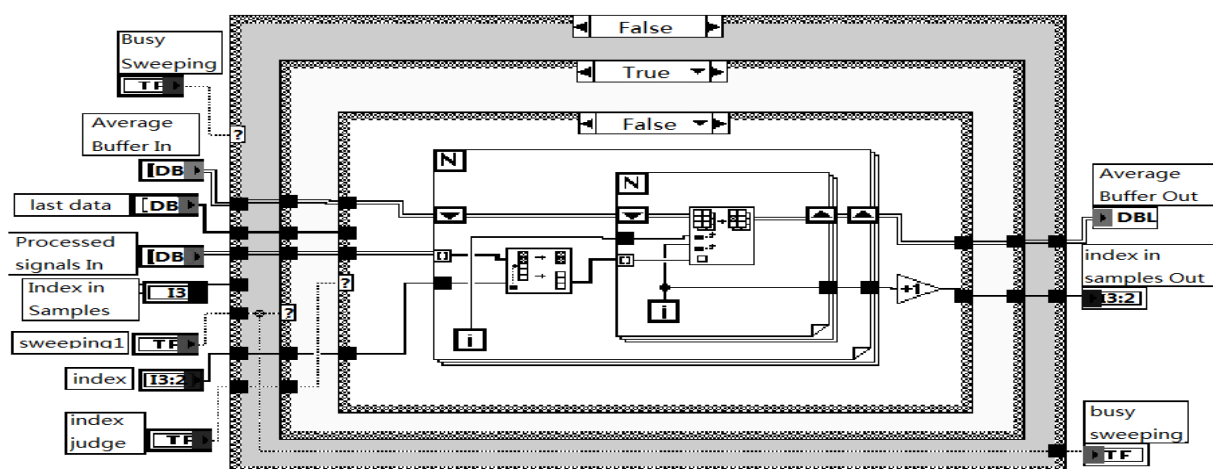 Busy
Sweeping
TF
Average
Buffer In
[DB
last data
[DB
Processed
signals In
[DB
Index in
Samples
I3
sweeping1
TF
index
I3:2
index
judge
TF
False
True
False
?
?
?
N
N
i
i
+1
Average
Buffer Out
DBL
index in
samples Out
I3:2
busy
sweeping
TF